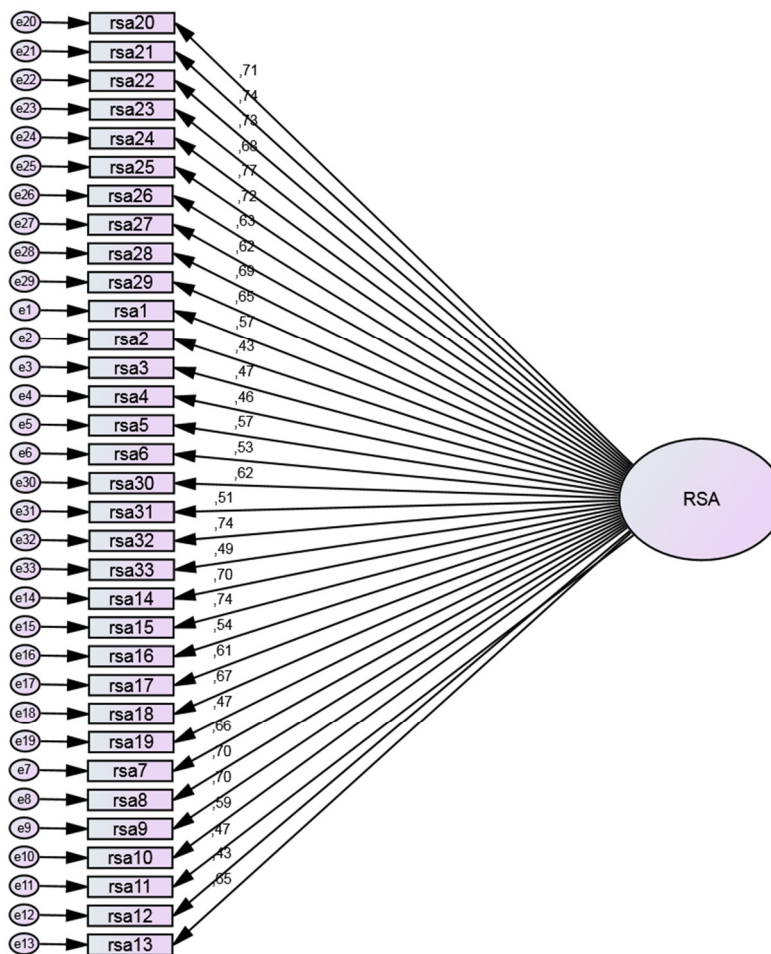 e20 rsa20
e21 rsa21
,71
e22 rsa22
,74
e23 rsa23
,73
e24 rsa24
,68
e25 rsa25
,77
e26 rsa26
,72
e27 rsa27
,63
e28 rsa28
,62
e29 rsa29
,69
e1 rsa1
,65
e2 rsa2
,57
e3 rsa3
,43
e4 rsa4
,47
e5 rsa5
,46
e6 rsa6
,57
e30 rsa30
,53
,62
RSA
e31 rsa31
,51
e32 rsa32
,74
e33 rsa33
,49
e14 rsa14
,70
e15 rsa15
,74
e16 rsa16
,54
e17 rsa17
,61
e18 rsa18
,67
e19 rsa19
,47
e7 rsa7
,66
e8 rsa8
,70
e9 rsa9
,70
e10 rsa10
,59
e11 rsa11
,47
e12 rsa12
,43
e13 rsa13
,65